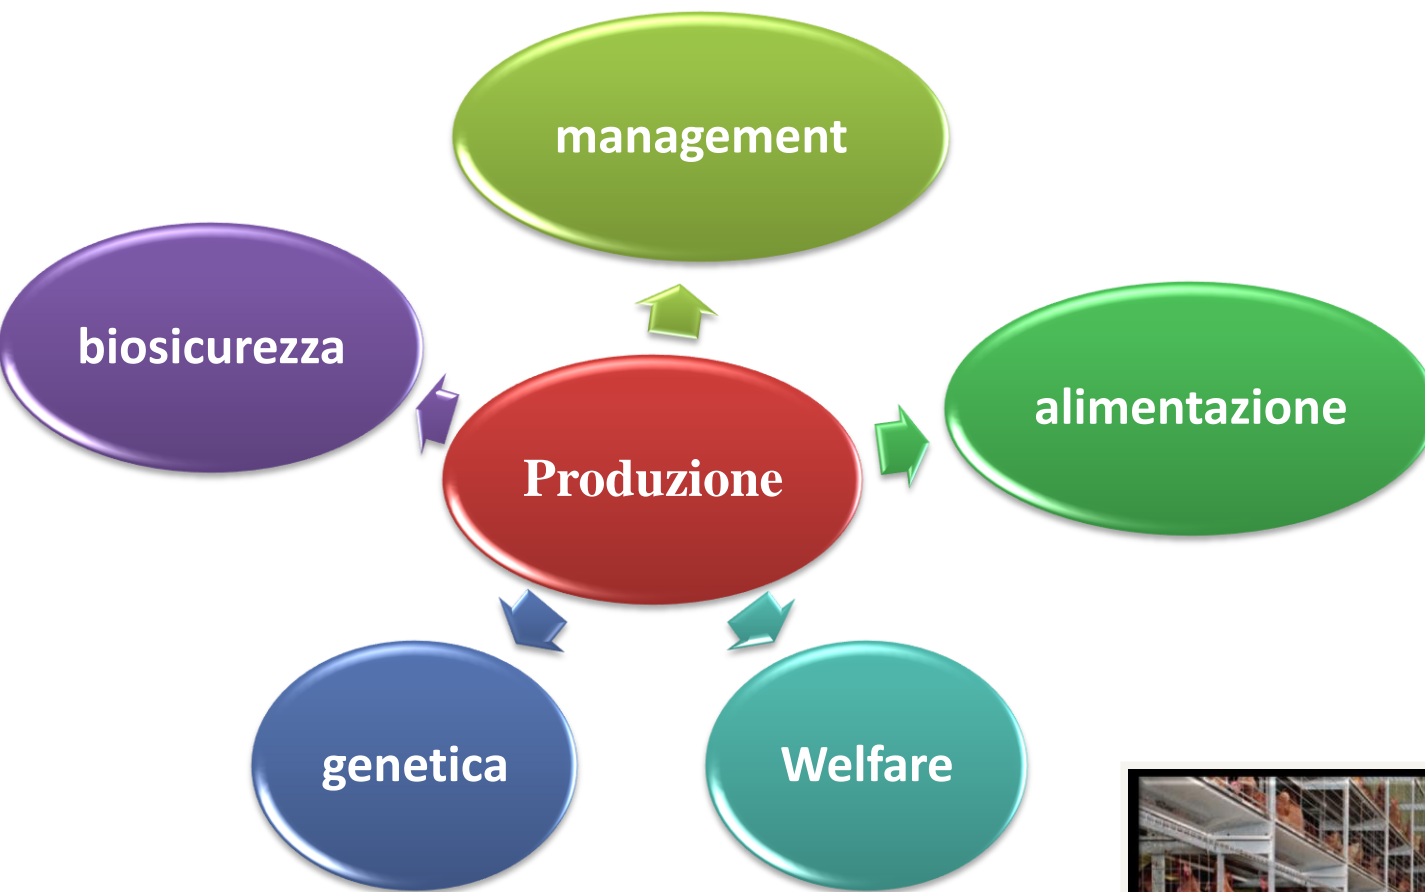 management
biosicurezza
alimentazione
Produzione
genetica
Welfare